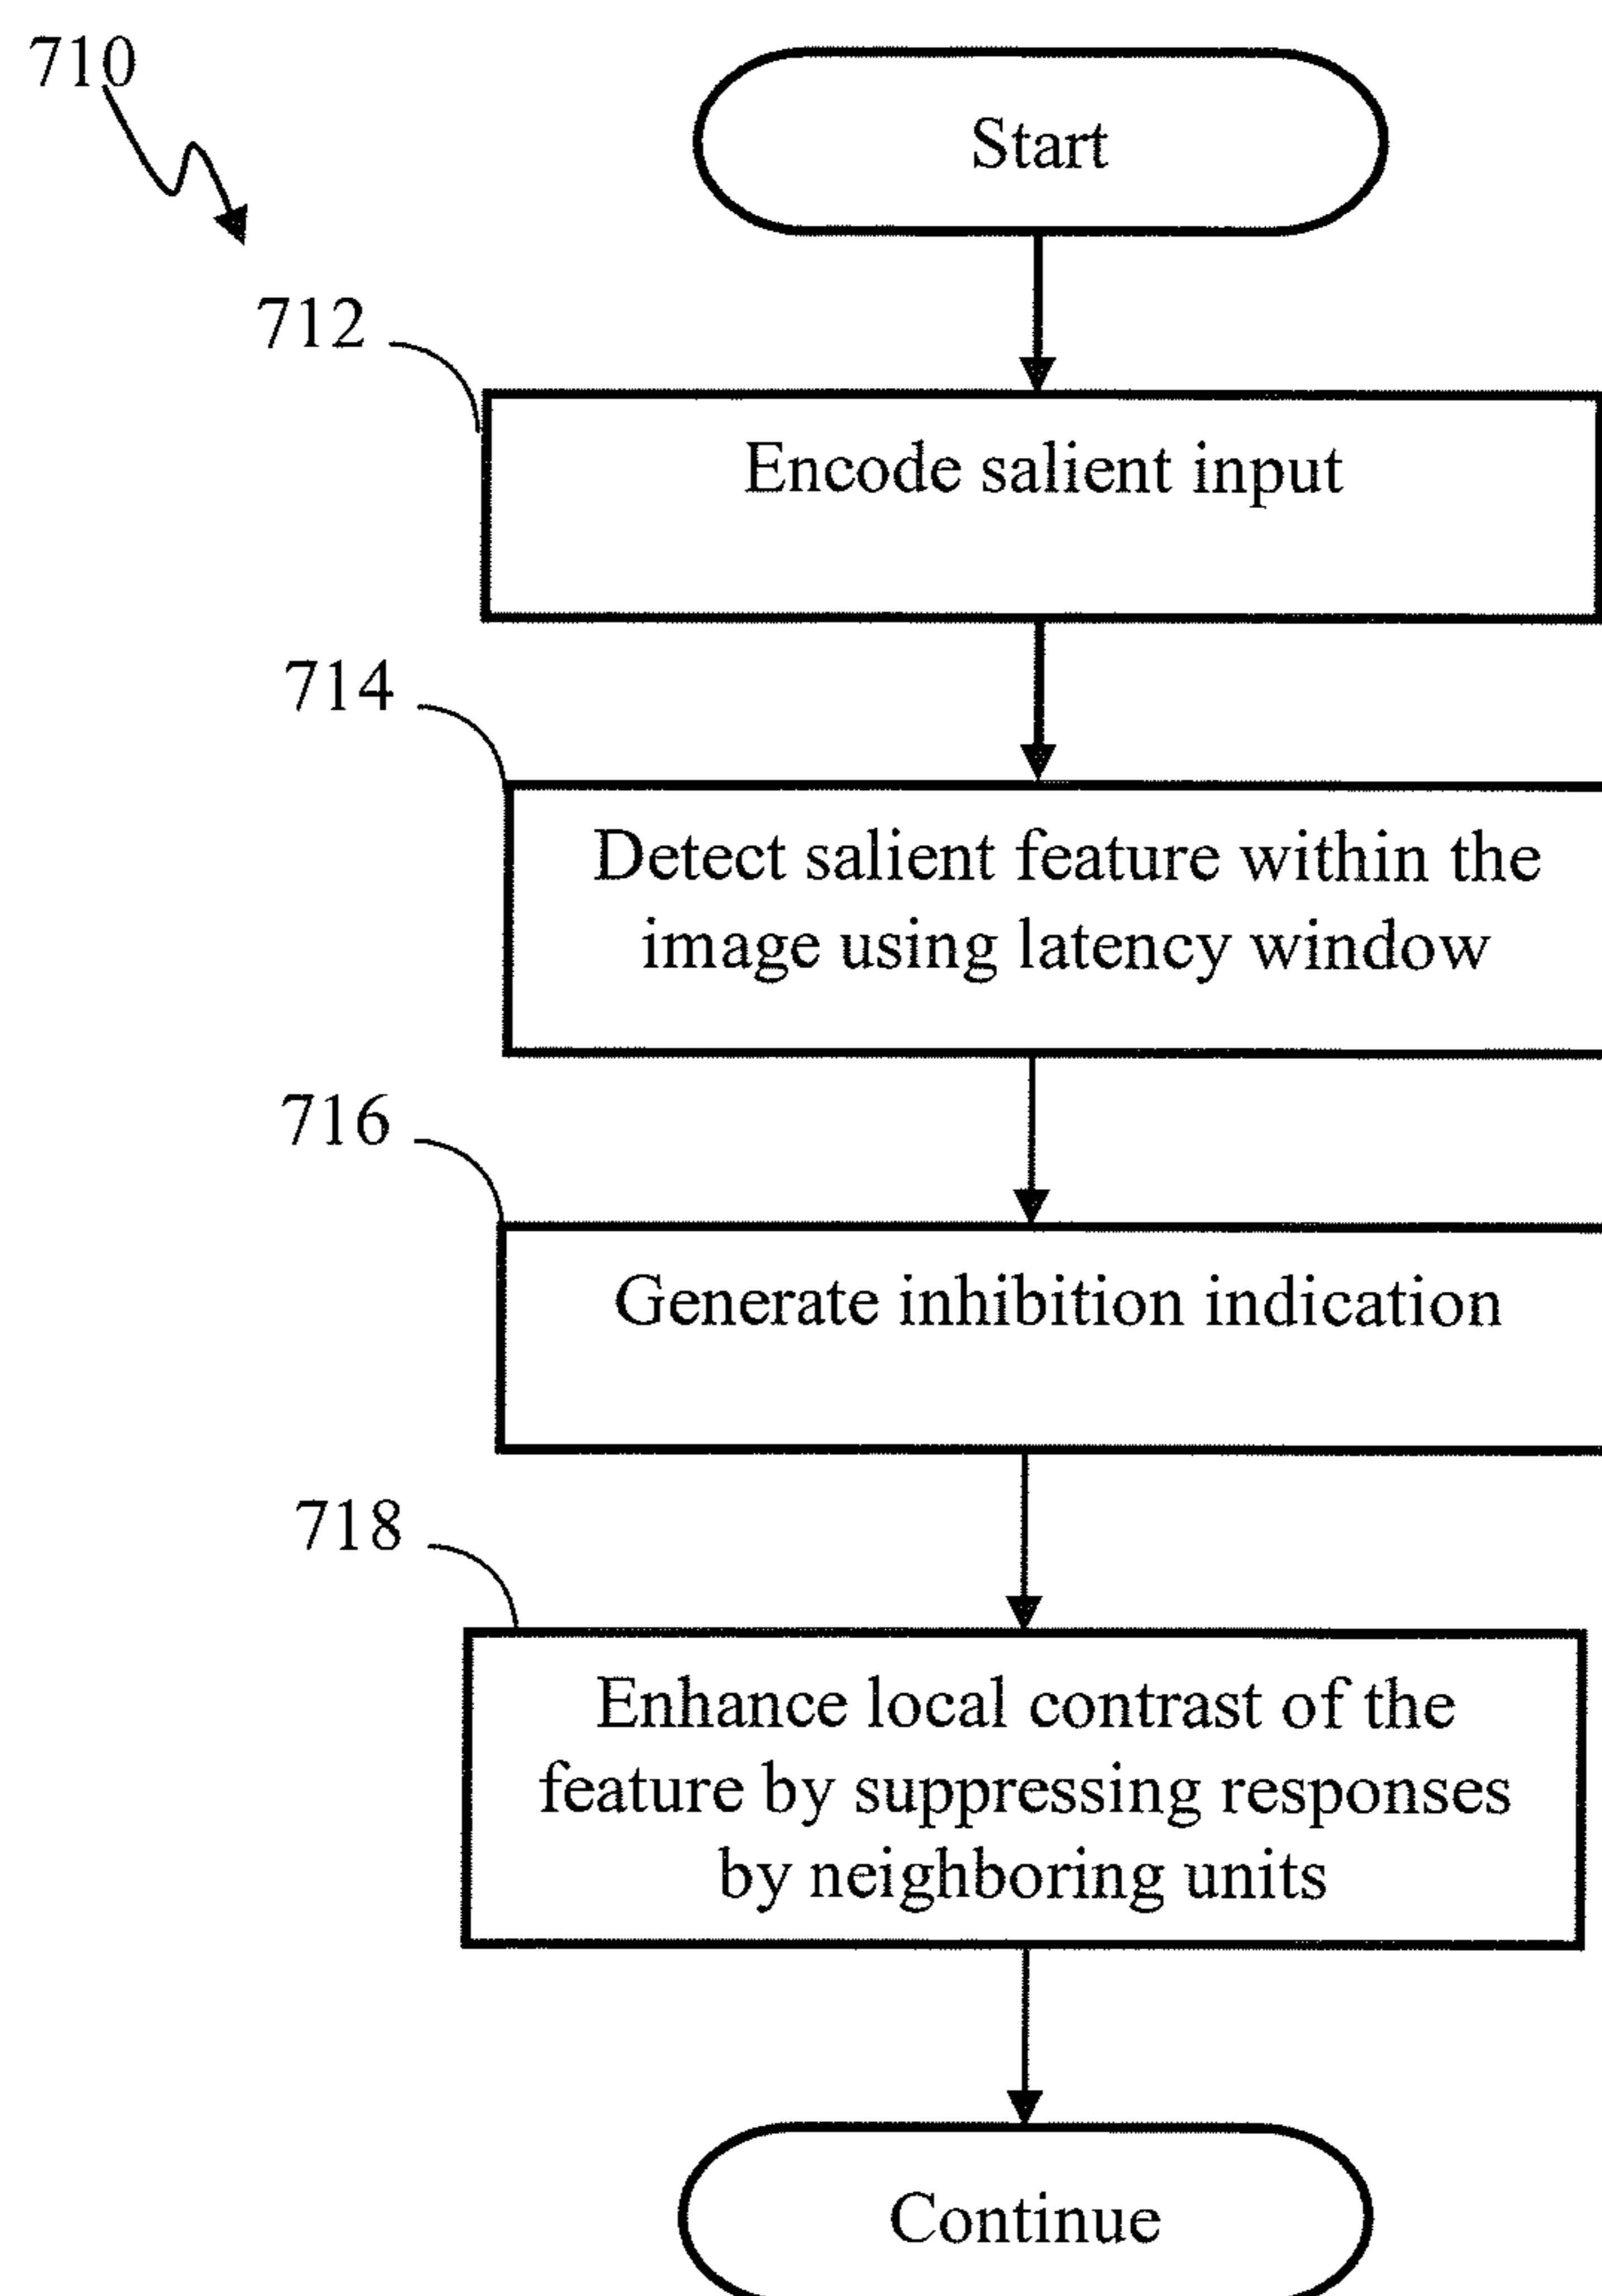 710
Start
712
Encode salient input
714
Detect salient feature within the
image using latency window
716
Generate inhibition indication
718
Enhance local contrast of the
feature by suppressing responses
by neighboring units
Continue